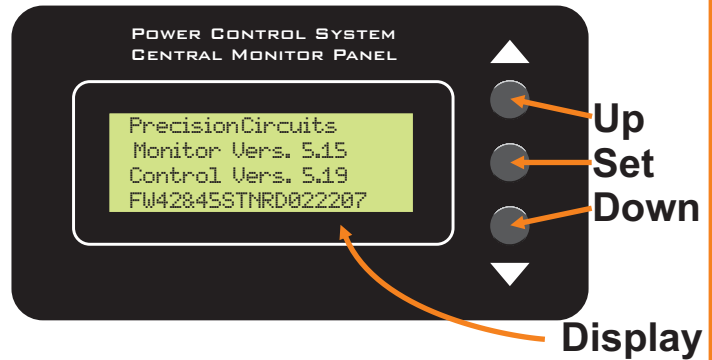 POWER CONTROL SYSTEM
CENTRAL MONITOR PANEL
PrecisionCircuits
Monitor Vers. 5.15
Control Vers. 5.19
FW42&45STNRD022207
Up
Set
Down
Display